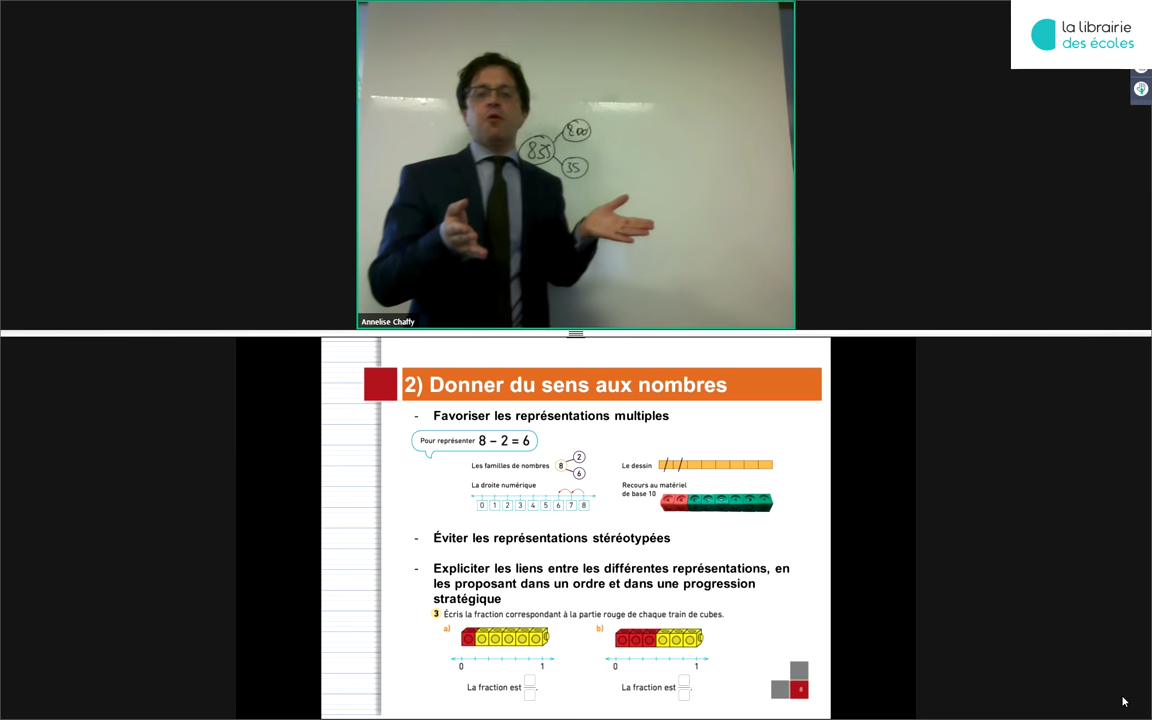 la librairie
des écoles
800
835
35
Annelise Chaffy
2) Donner du sens aux nombres
- Favoriser les représentations multiples
Pour représenter 8 – 2 = 6
Les familles de nombres 8 2 6
Le dessin
La droite numérique
0 1 2 3 4 5 6 7 8
Recours au matériel
de base 10
- Éviter les représentations stéréotypées
- Expliciter les liens entre les différentes représentations, en
les proposant dans un ordre et dans une progression
stratégique
3 Écris la fraction correspondant à la partie rouge de chaque train de cubes.
a)
b)
0 1
0 1
La fraction est .
La fraction est .
8